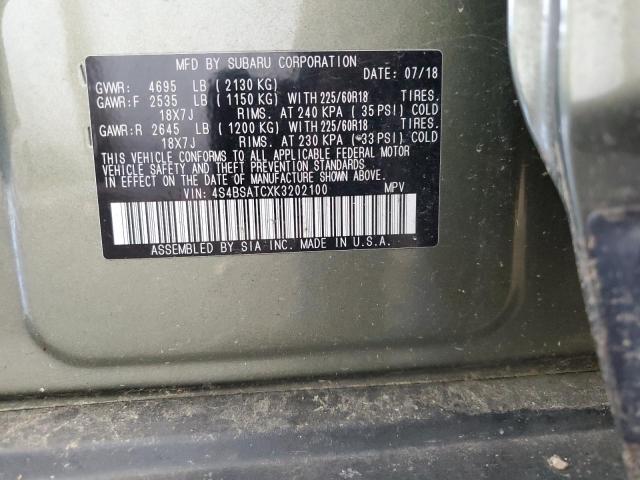 MFD BY SUBARU CORPORATION
DATE: 07/18
GVWR: 4695 LB ( 2130 KG)
GAWR:F 2535 LB ( 1150 KG) WITH 225/60R18 TIRES.
18X7J RIMS. AT 240 KPA ( 35 PSI) COLD
GAWR:R 2645 LB ( 1200 KG) WITH 225/60R18 TIRES.
18X7J RIMS. AT 230 KPA ( 33 PSI) COLD
THIS VEHICLE CONFORMS TO ALL APPLICABLE FEDERAL MOTOR
VEHICLE SAFETY AND THEFT PREVENTION STANDARDS
IN EFFECT ON THE DATE OF MANUFACTURE SHOWN ABOVE.
VIN: 4S4BSATCXK3202100 MPV
ASSEMBLED BY SIA INC. MADE IN U.S.A.